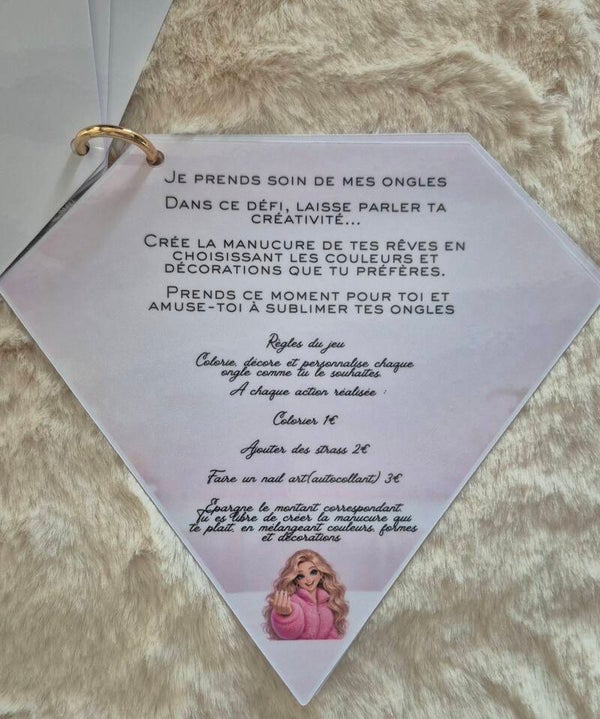 JE PRENDS SOIN DE MES ONGLES
DANS CE DÉFI, LAISSE PARLER TA
CRÉATIVITÉ...
CRÉE LA MANUCURE DE TES RÊVES EN
CHOISISSANT LES COULEURS ET
DÉCORATIONS QUE TU PRÉFÈRES.
PRENDS CE MOMENT POUR TOI ET
AMUSE-TOI À SUBLIMER TES ONGLES
Règles du jeu
Colorie, décore et personnalise chaque
ongle comme tu le souhaites.
A chaque action réalisée :
Colorier 1€
Ajouter des strass 2€
Faire un nail art(autocollant) 3€
Épargne le montant correspondant.
Tu es libre de créer la manucure qui
te plaît, en mélangeant couleurs, formes
et décorations